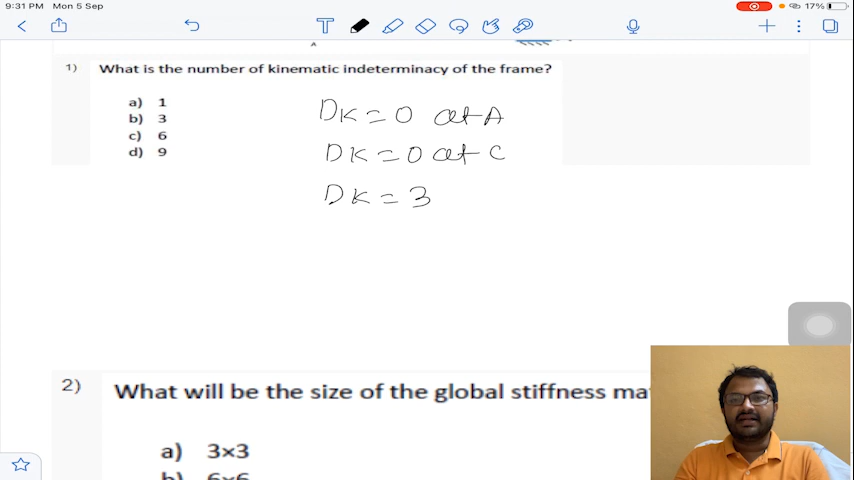 9:31 PM Mon 5 Sep
17%
T
A
1) What is the number of kinematic indeterminacy of the frame?
a) 1
b) 3
c) 6
d) 9
DK = 0 at A
DK = 0 at C
DK = 3
2) What will be the size of the global stiffness ma
a) 3×3
b) 6×6